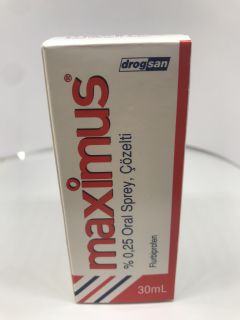 drogsan
maximus®
% 0,25 Oral Sprey, Çözelti
Flurbiprofen
30mL